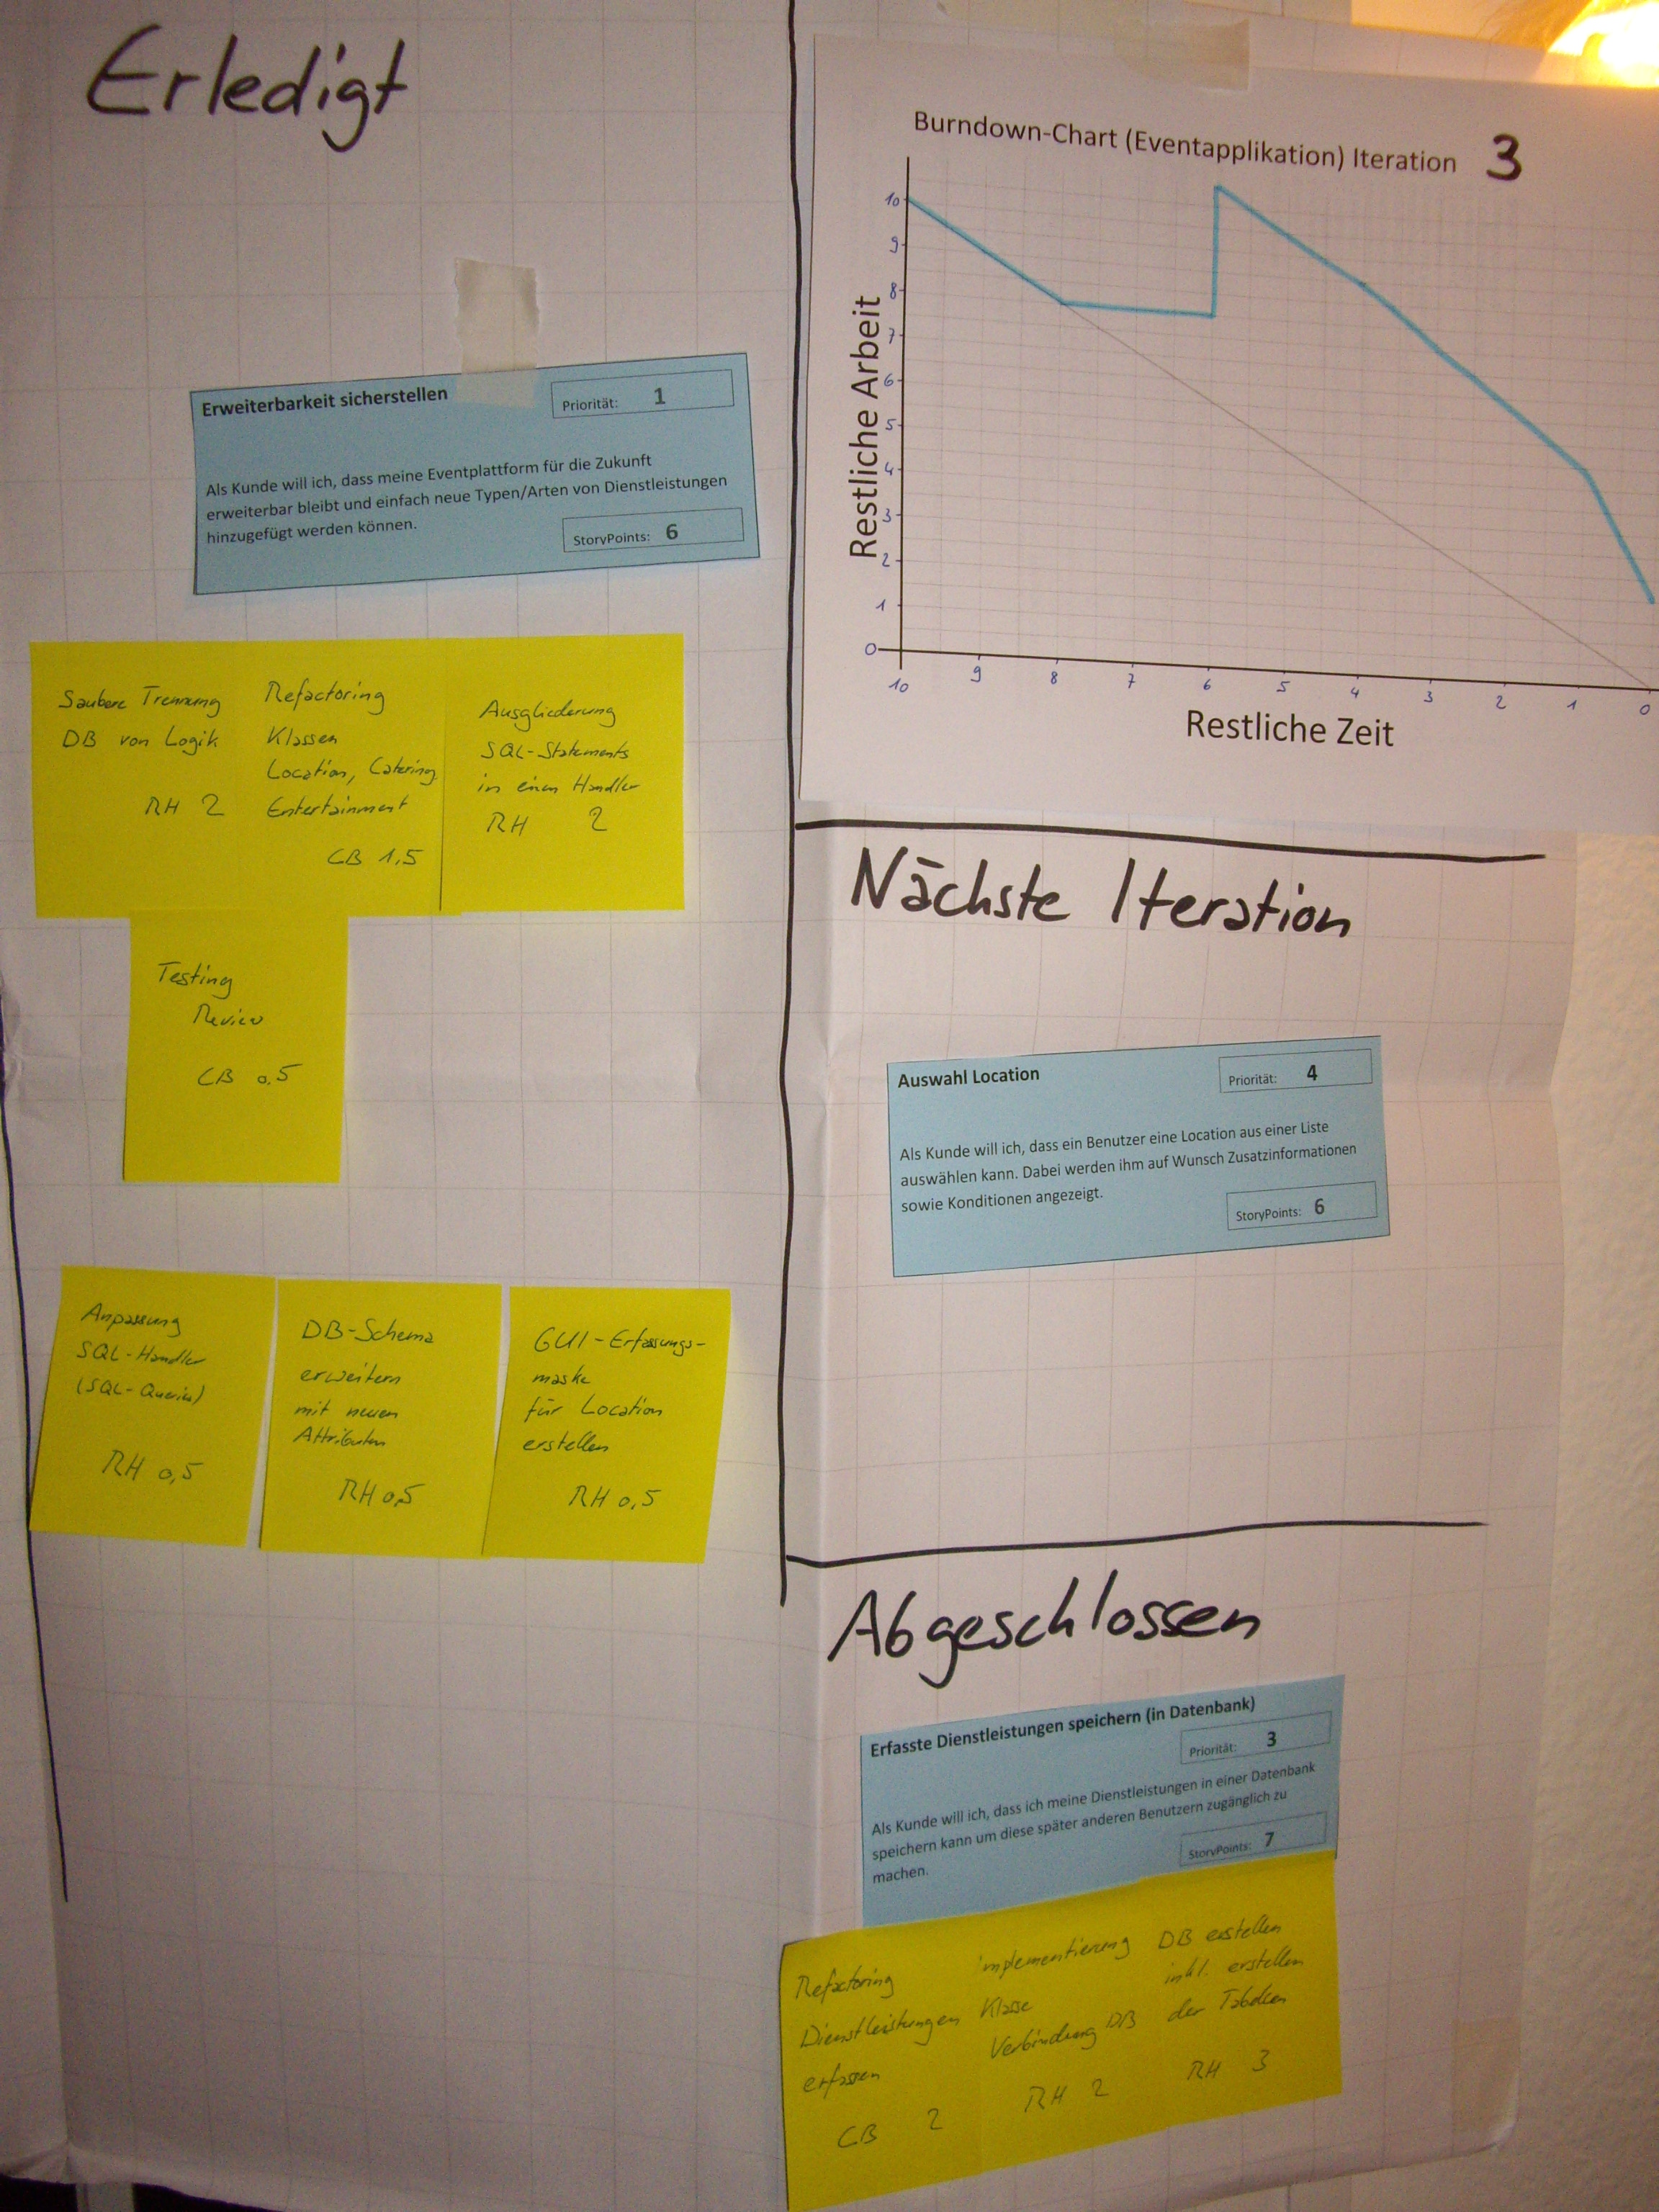 Erledigt
Erweiterbarkeit sicherstellen
Priorität: 1
Als Kunde will ich, dass meine Eventplattform für die Zukunft
erweiterbar bleibt und einfach neue Typen/Arten von Dienstleistungen
hinzugefügt werden können.
StoryPoints: 6
Saubere Trennung
DB von Logik
RH 2
Refactoring
Klassen
Location, Catering
Entertainment
CB 1,5
Ausgliederung
SQL-Statements
in einen Handler
RH 2
Testing
Review
CB 0,5
Anpassung
SQL-Handler
(SQL-Queries)
RH 0,5
DB-Schema
erweitern
mit neuen
Attributen
RH 0,5
GUI-Erfassungs-
maske
für Location
erstellen
RH 0,5
Burndown-Chart (Eventapplikation) Iteration 3
Restliche Arbeit
10
9
8
7
6
5
4
3
2
1
0
10 9 8 7 6 5 4 3 2 1 0
Restliche Zeit
Nächste Iteration
Auswahl Location
Priorität: 4
Als Kunde will ich, dass ein Benutzer eine Location aus einer Liste
auswählen kann. Dabei werden ihm auf Wunsch Zusatzinformationen
sowie Konditionen angezeigt.
StoryPoints: 6
Abgeschlossen
Erfasste Dienstleistungen speichern (in Datenbank)
Priorität: 3
Als Kunde will ich, dass ich meine Dienstleistungen in einer Datenbank
speichern kann um diese später anderen Benutzern zugänglich zu
machen.
StoryPoints: 7
Refactoring
Dienstleistungen
erfassen
CB 2
implementierung
Klasse
Verbindung DB
RH 2
DB erstellen
inkl. erstellen
der Tabellen
RH 3